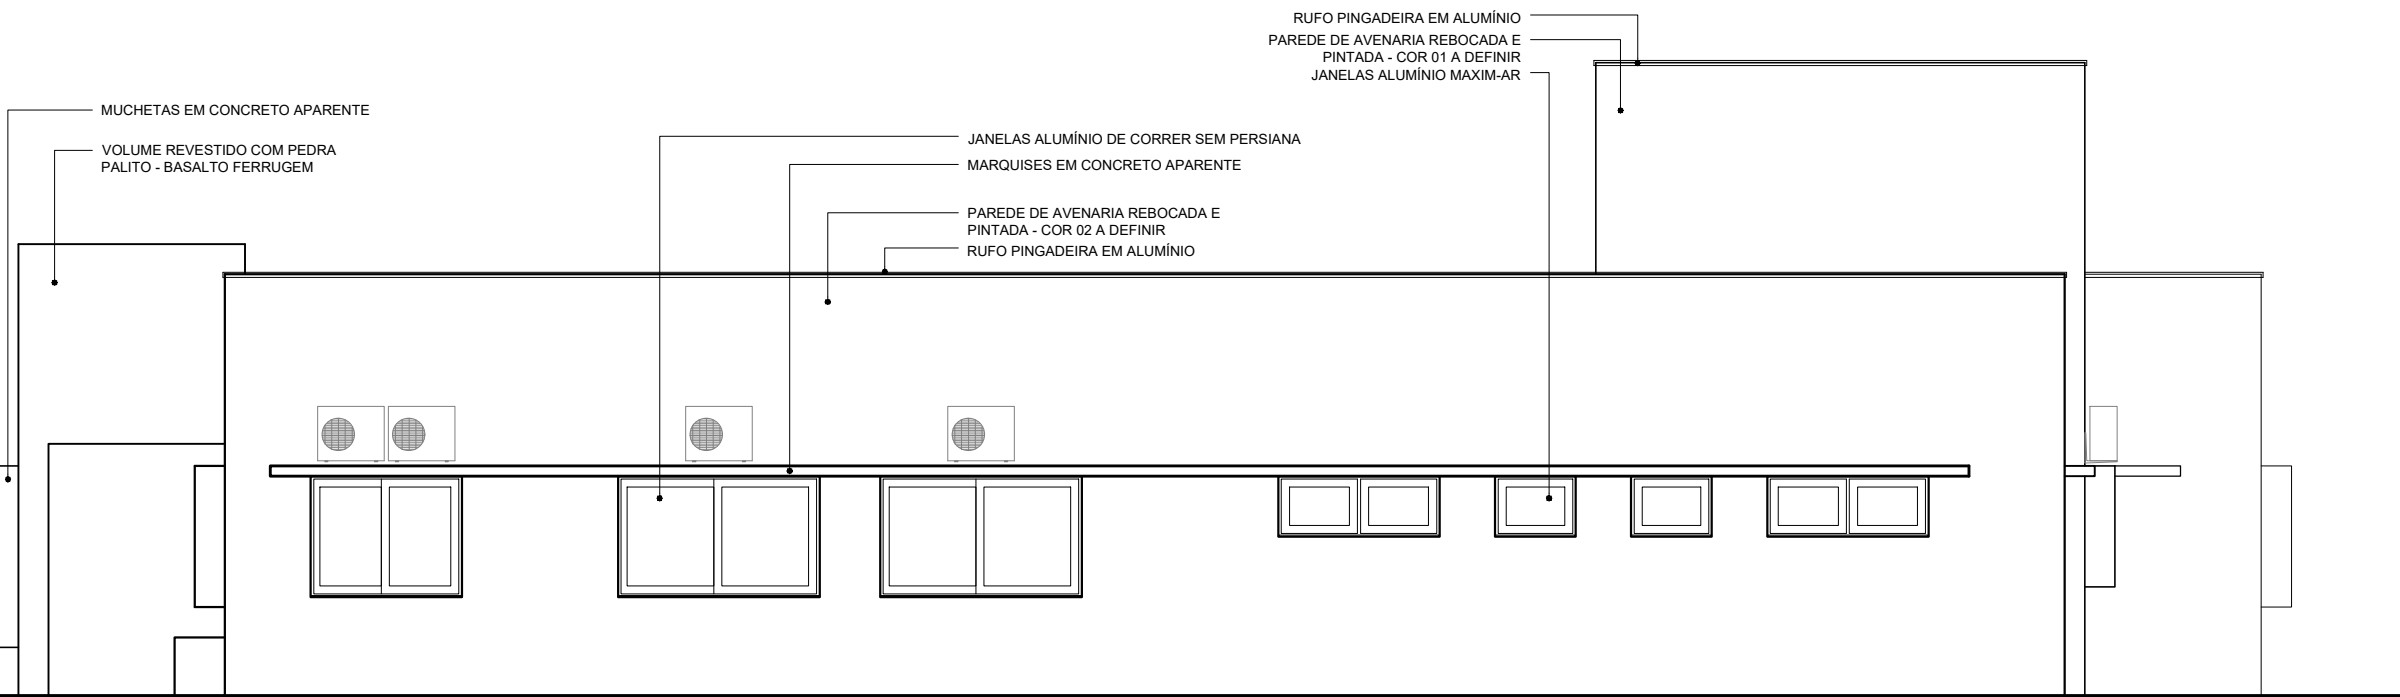 RUFO PINGADEIRA EM ALUMÍNIO
PAREDE DE AVENARIA REBOCADA E
PINTADA - COR 01 A DEFINIR
JANELAS ALUMÍNIO MAXIM-AR
MUCHETAS EM CONCRETO APARENTE
VOLUME REVESTIDO COM PEDRA
PALITO - BASALTO FERRUGEM
JANELAS ALUMÍNIO DE CORRER SEM PERSIANA
MARQUISES EM CONCRETO APARENTE
PAREDE DE AVENARIA REBOCADA E
PINTADA - COR 02 A DEFINIR
RUFO PINGADEIRA EM ALUMÍNIO